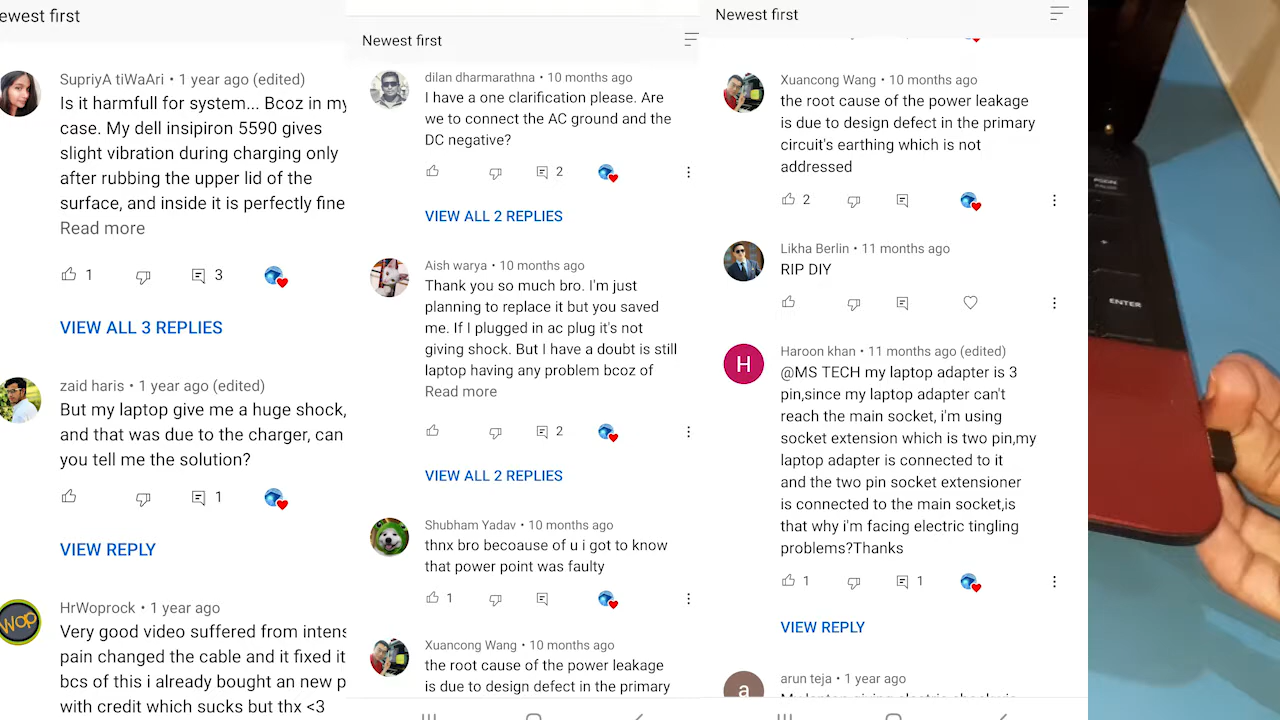 ewest first
SupriyA tiWaAri • 1 year ago (edited)
Is it harmfull for system... Bcoz in my
case. My dell insipiron 5590 gives
slight vibration during charging only
after rubbing the upper lid of the
surface, and inside it is perfectly fine
Read more
1
3
VIEW ALL 3 REPLIES
zaid haris • 1 year ago (edited)
But my laptop give me a huge shock,
and that was due to the charger, can
you tell me the solution?
1
VIEW REPLY
Wap
HrWoprock • 1 year ago
Very good video suffered from intens
pain changed the cable and it fixed it
bcs of this i already bought an new p
with credit which sucks but thx <3
Newest first
dilan dharmarathna • 10 months ago
I have a one clarification please. Are
we to connect the AC ground and the
DC negative?
2
VIEW ALL 2 REPLIES
Aish warya • 10 months ago
Thank you so much bro. I'm just
planning to replace it but you saved
me. If I plugged in ac plug it's not
giving shock. But I have a doubt is still
laptop having any problem bcoz of
Read more
2
VIEW ALL 2 REPLIES
Shubham Yadav • 10 months ago
thnx bro becoause of u i got to know
that power point was faulty
1
Xuancong Wang • 10 months ago
the root cause of the power leakage
is due to design defect in the primary
Newest first
Xuancong Wang • 10 months ago
the root cause of the power leakage
is due to design defect in the primary
circuit's earthing which is not
addressed
2
Likha Berlin • 11 months ago
RIP DIY
H
Haroon khan • 11 months ago (edited)
@MS TECH my laptop adapter is 3
pin,since my laptop adapter can't
reach the main socket, i'm using
socket extension which is two pin,my
laptop adapter is connected to it
and the two pin socket extensioner
is connected to the main socket,is
that why i'm facing electric tingling
problems?Thanks
1
1
VIEW REPLY
a
arun teja • 1 year ago
ENTER